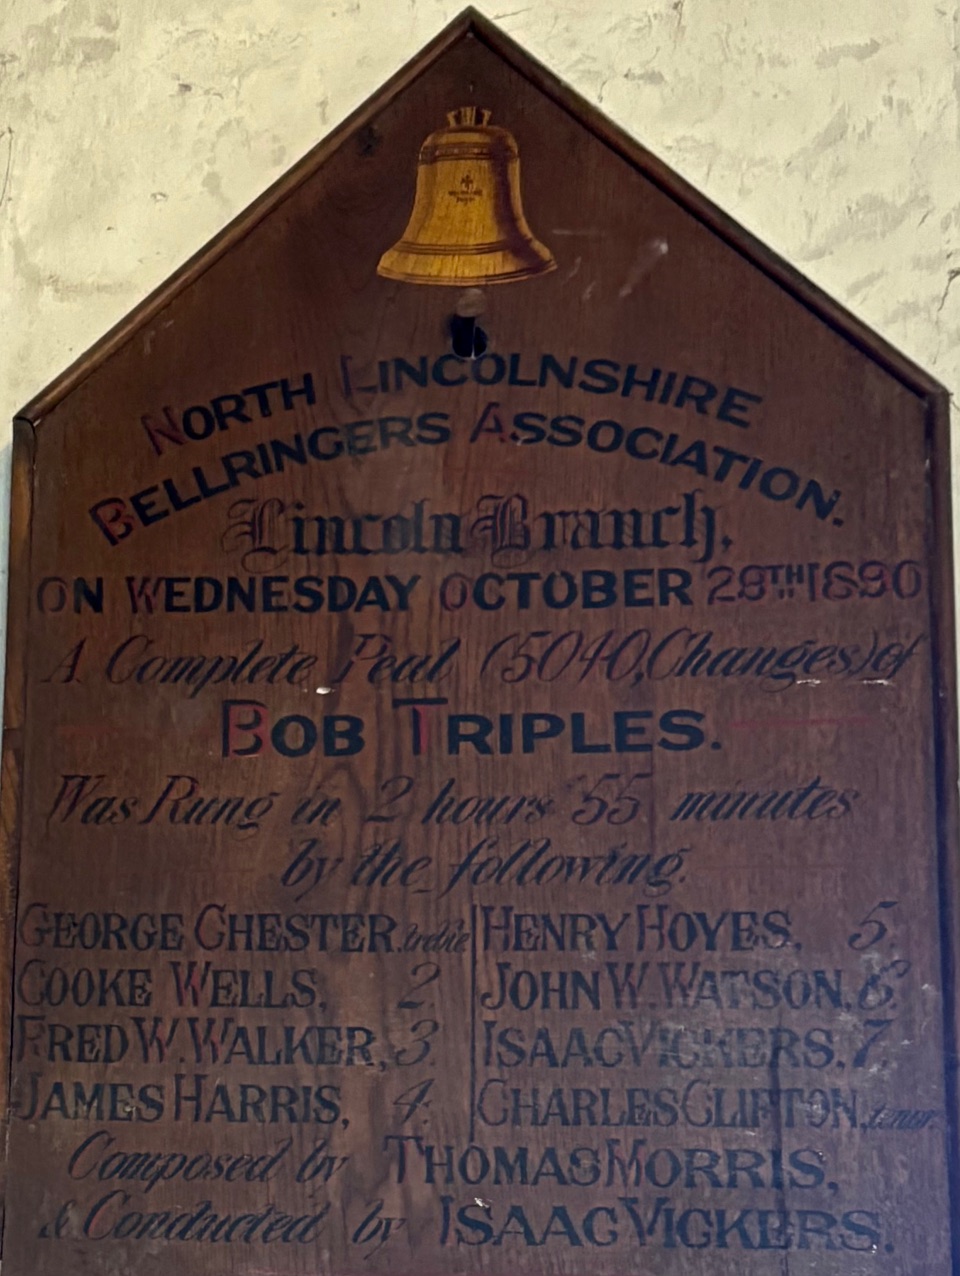 NORTH LINCOLNSHIRE
BELLRINGERS ASSOCIATION.
Lincoln Branch,
ON WEDNESDAY OCTOBER 29TH 1890
A Complete Peal (5040, Changes) of
BOB TRIPLES.
Was Rung in 2 hours 55 minutes
by the following.
GEORGE CHESTER. treble HENRY HOYES, 5.
COOKE WELLS, 2. JOHN W. WATSON, 6.
FRED W. WALKER, 3. ISAAC VICKERS, 7.
JAMES HARRIS, 4. CHARLES CLIFTON, tenor
Composed by THOMAS MORRIS,
& Conducted by ISAAC VICKERS.